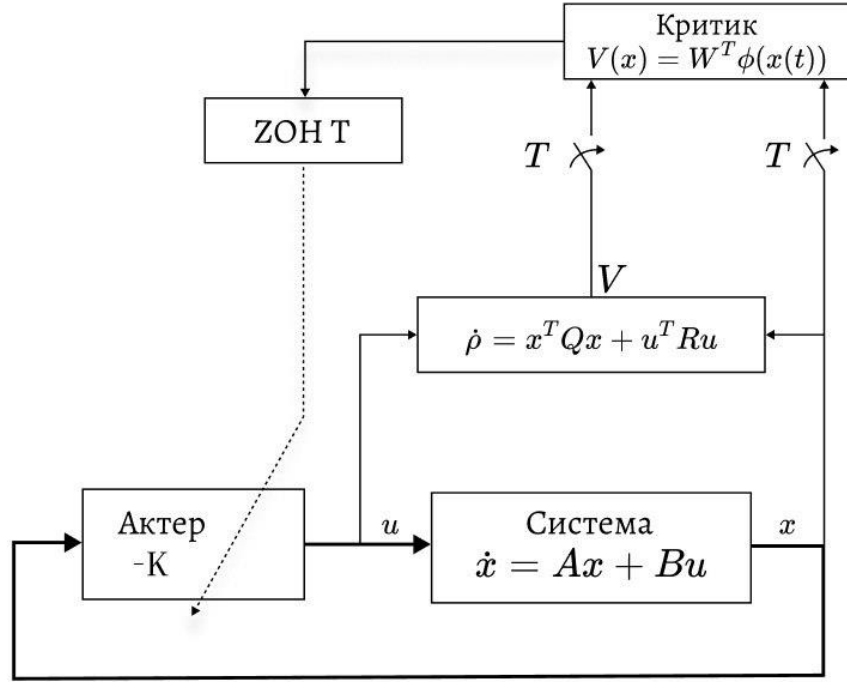 Критик
V(x) = W^T ϕ(x(t))
ZOH T
T
T
V
ρ̇ = x^T Qx + u^T Ru
Актер
-K
u
Система
ẋ = Ax + Bu
x